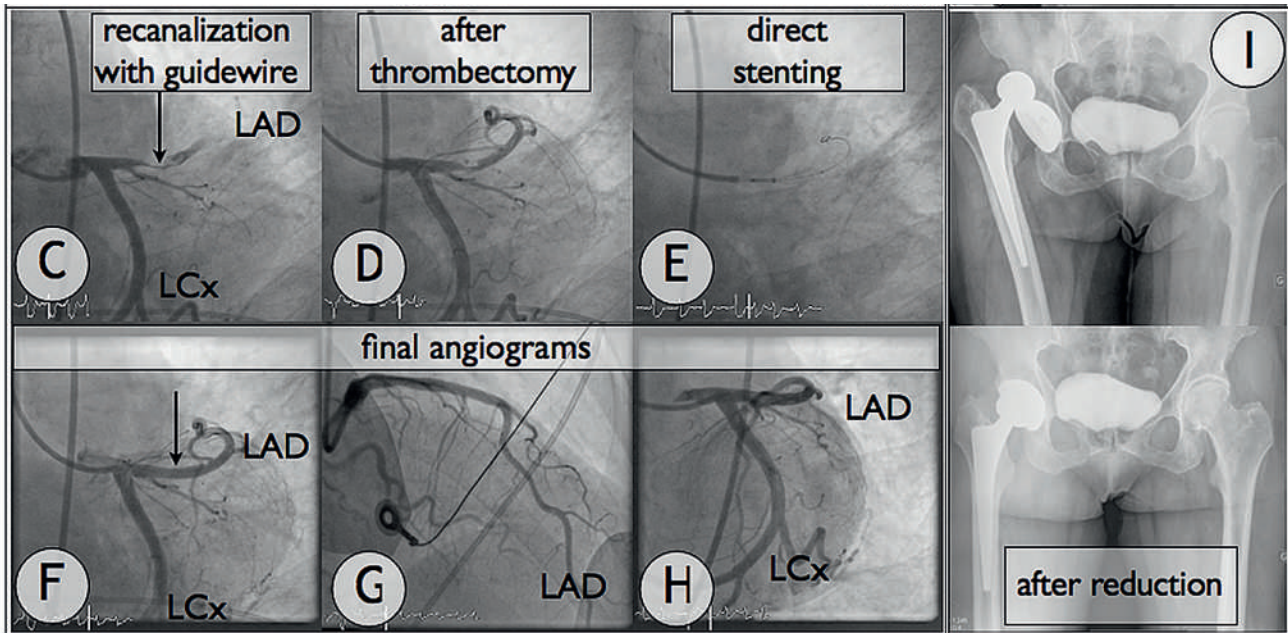 recanalization
with guidewire
LAD
C
LCx
after
thrombectomy
D
direct
stenting
E
I
G
final angiograms
LAD
F
LCx
G
LAD
LAD
H
LCx
after reduction